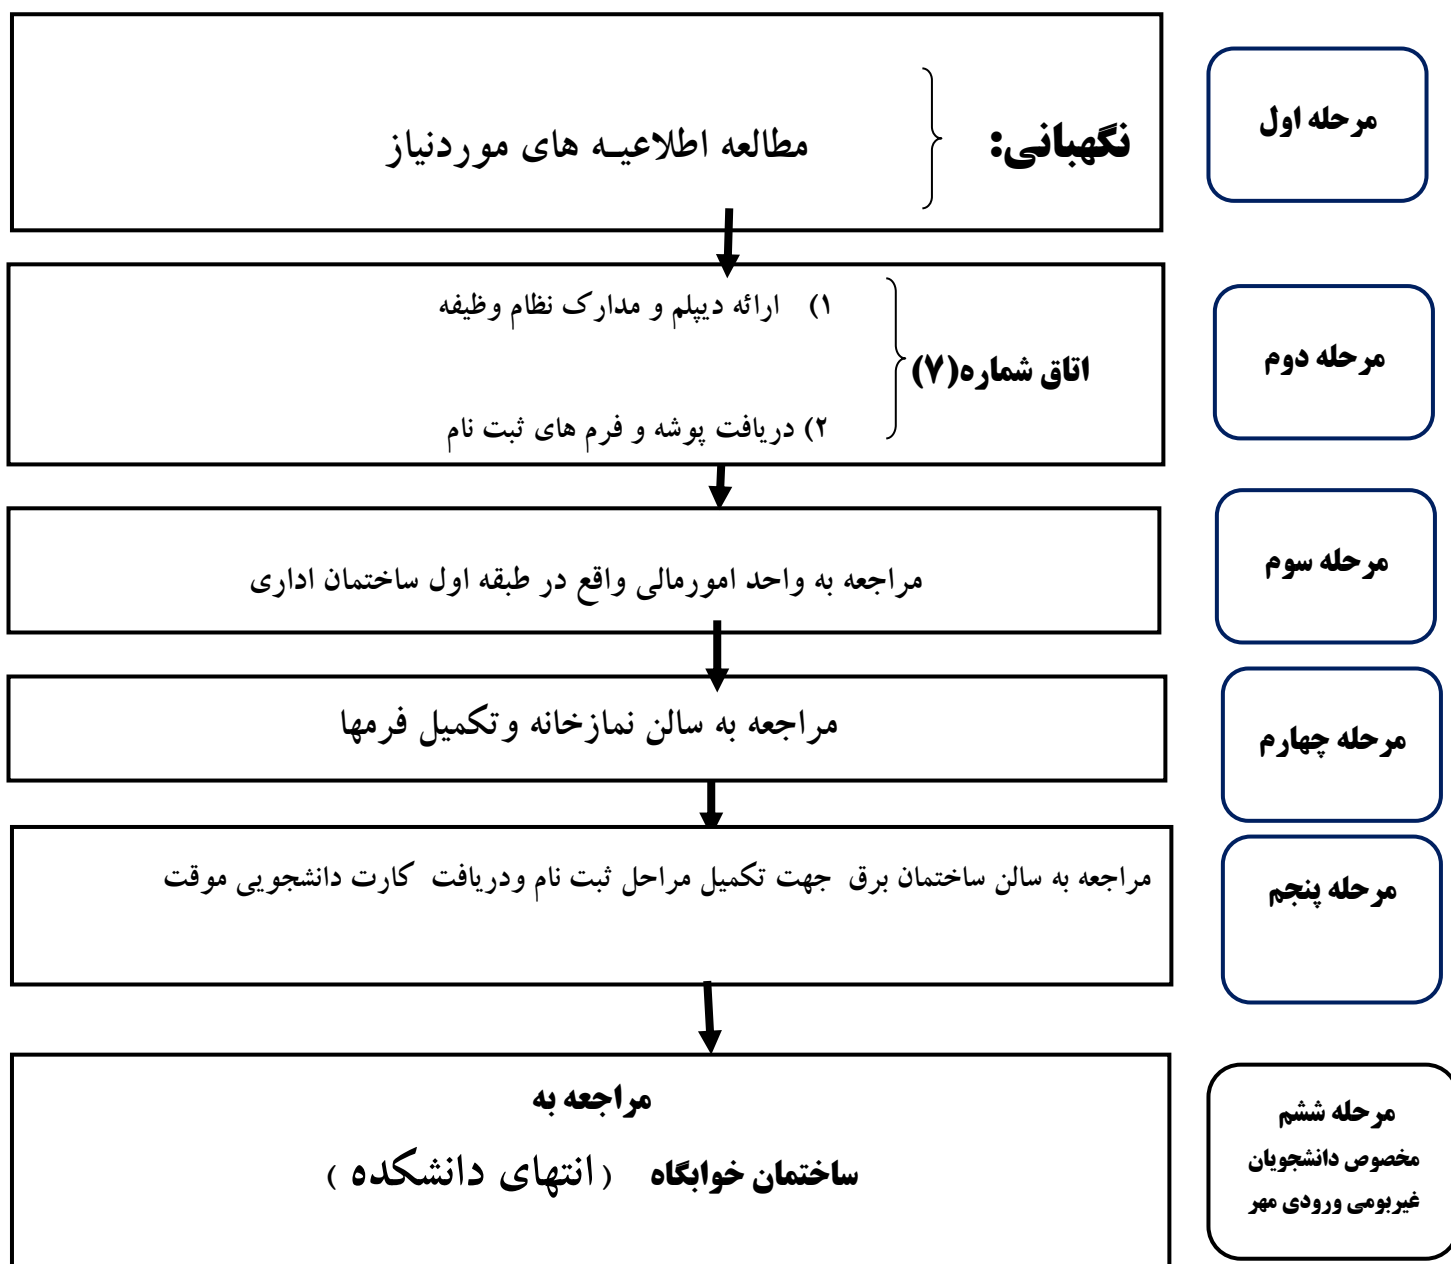 مرحله اول
نگهبانی: مطالعه اطلاعیـه های موردنیاز
مرحله دوم
۱) ارائه دیپلم و مدارک نظام وظیفه
اتاق شماره(۷)
۲) دریافت پوشه و فرم های ثبت نام
مرحله سوم
مراجعه به واحد امورمالی واقع در طبقه اول ساختمان اداری
مرحله چهارم
مراجعه به سالن نمازخانه وتکمیل فرمها
مرحله پنجم
مراجعه به سالن ساختمان برق جهت تکمیل مراحل ثبت نام ودریافت کارت دانشجویی موقت
مرحله ششم
مخصوص دانشجویان
غیربومی ورودی مهر
مراجعه به
ساختمان خوابگاه (انتهای دانشکده )